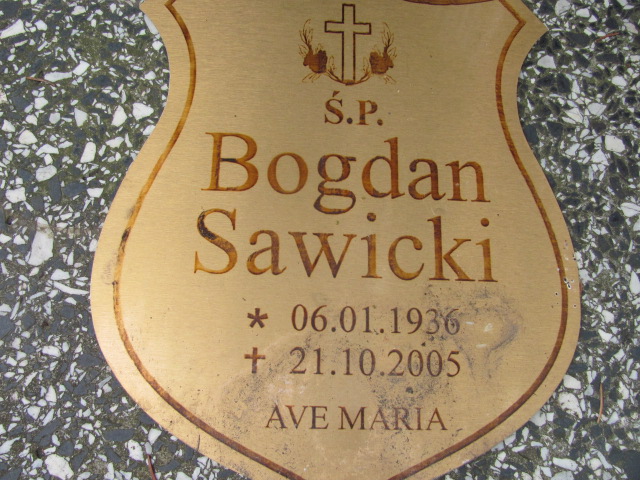 Ś.P.
Bogdan
Sawicki
* 06.01.1936
† 21.10.2005
AVE MARIA